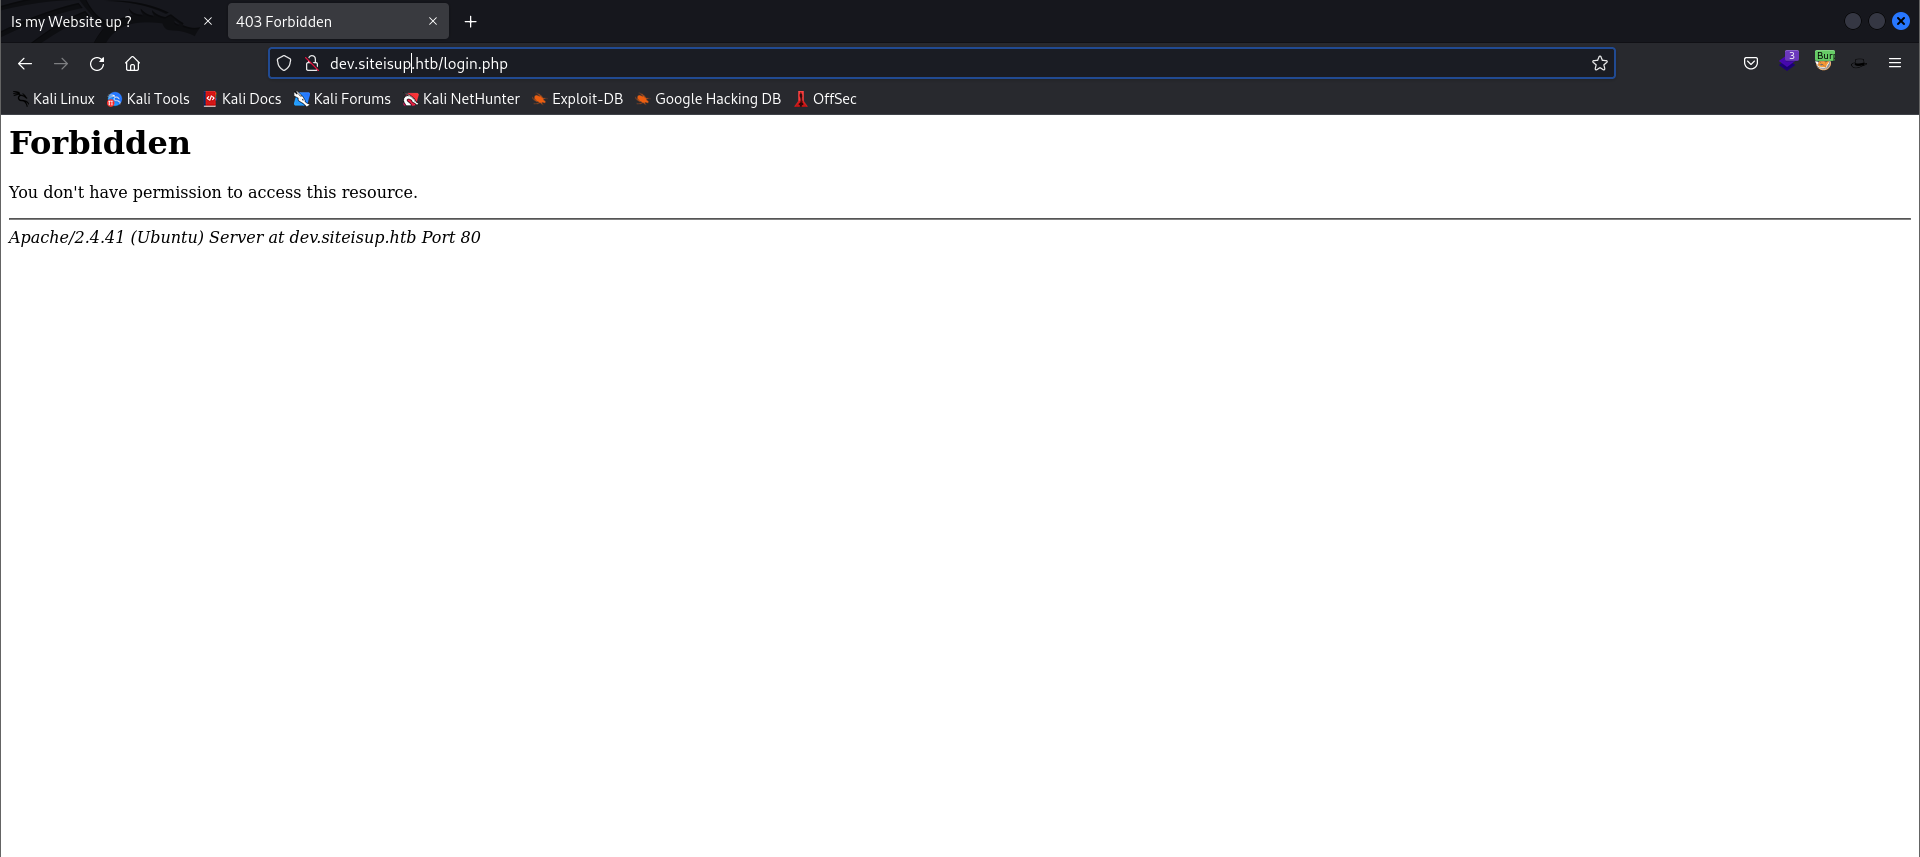 Is my Website up ?
403 Forbidden
dev.siteisup.htb/login.php
3
Burr
Kali Linux Kali Tools Kali Docs Kali Forums Kali NetHunter Exploit-DB Google Hacking DB OffSec
Forbidden
You don't have permission to access this resource.
Apache/2.4.41 (Ubuntu) Server at dev.siteisup.htb Port 80